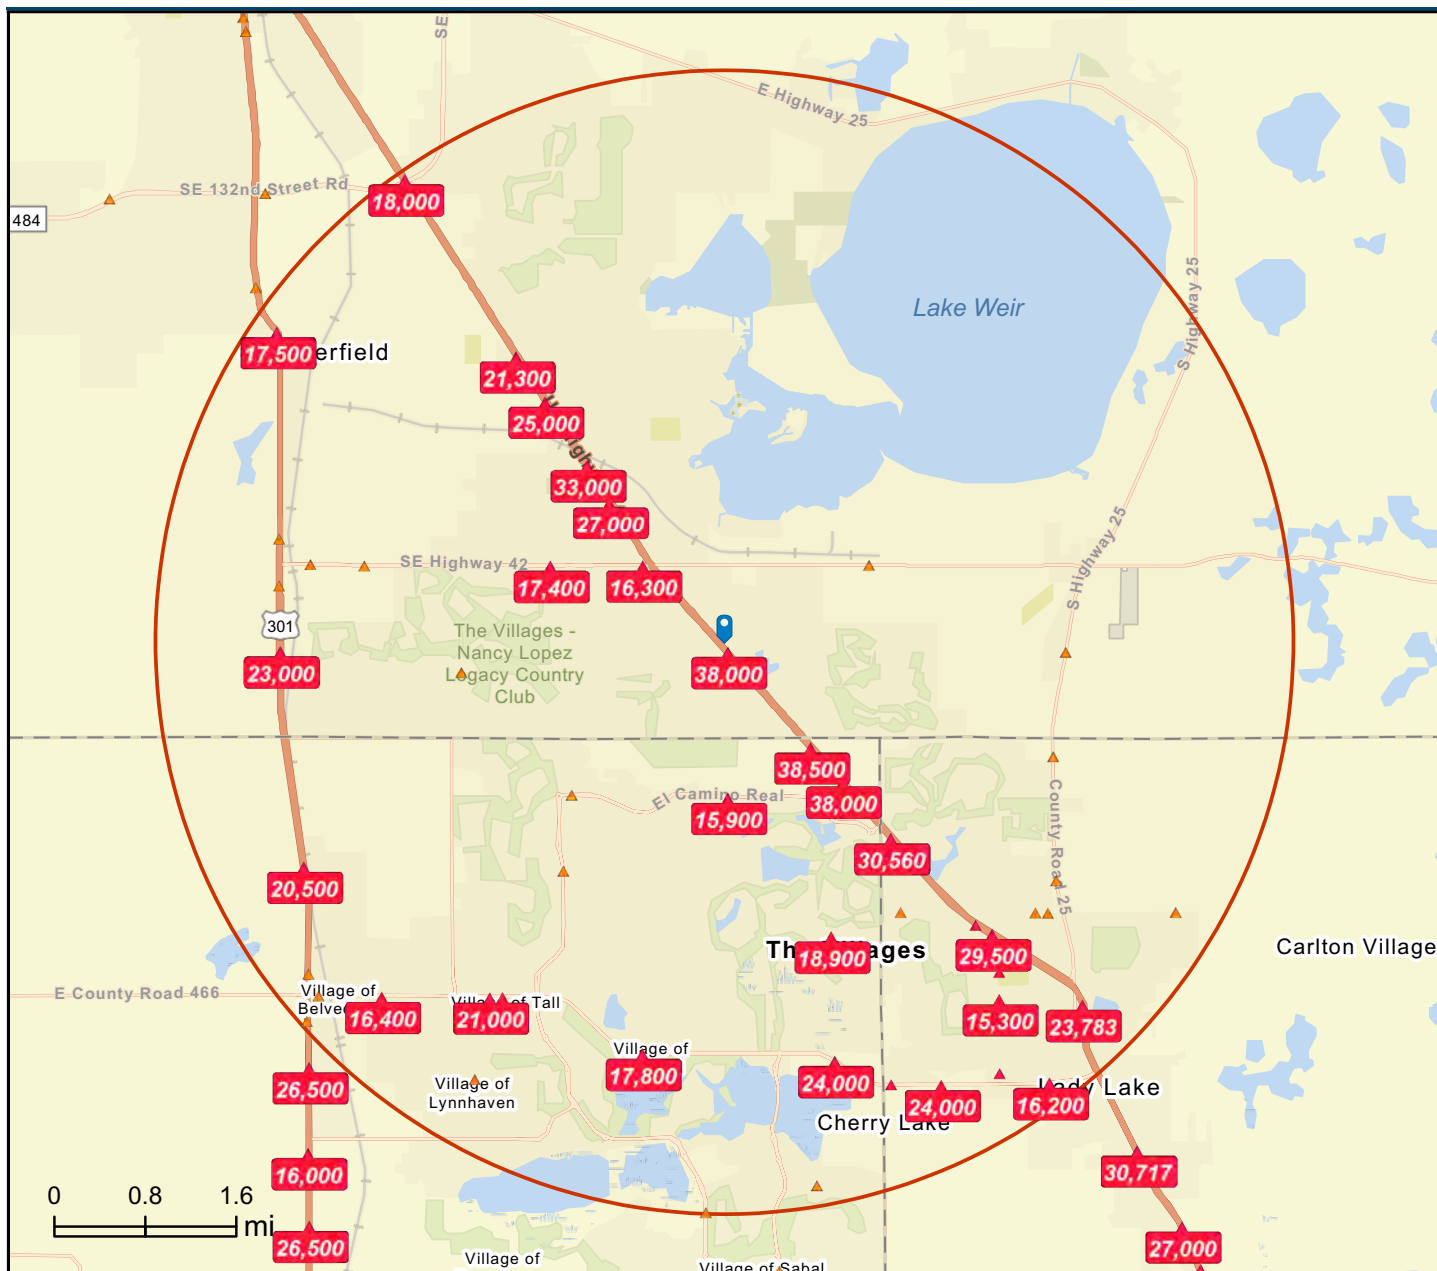 SE
E Highway 25
SE 132nd Street Rd
18,000
484
S Highway 25
Lake Weir
17,500
erfield
21,300
25,000
33,000
27,000
SE Highway 42
17,400
16,300
S Highway 25
301
The Villages -
Nancy Lopez
Legacy Country
Club
23,000
38,000
38,500
El Camino Real
38,000
15,900
County Road 25
30,560
20,500
18,900
29,500
Carlton Village
E County Road 466
Village of
16,400
21,000
of Tall
15,300
23,783
Village of
17,800
24,000
26,500
Village of
Lynnhaven
Lady Lake
24,000
16,200
Cherry Lake
16,000
30,717
0 0.8 1.6
mi
26,500
27,000
Village of
Village of Sabal